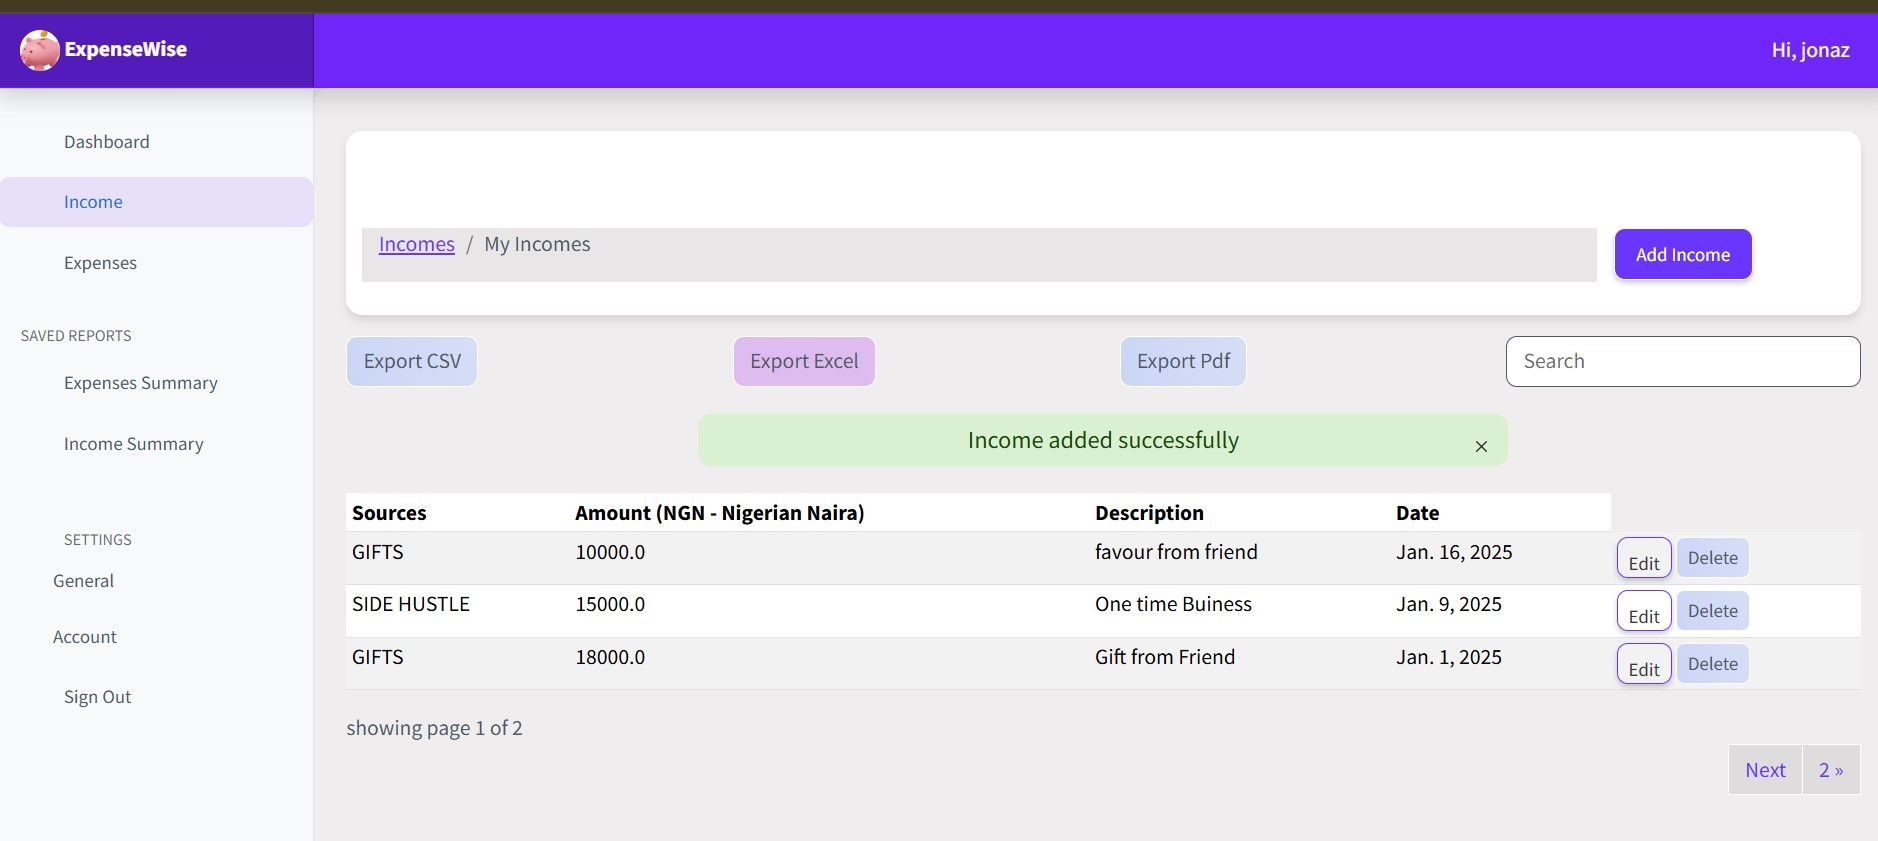 ExpenseWise
Hi, jonaz
Dashboard
Income
Expenses
SAVED REPORTS
Expenses Summary
Income Summary
SETTINGS
General
Account
Sign Out
Incomes / My Incomes
Add Income
Export CSV Export Excel Export Pdf Search
Income added successfully ×
Sources Amount (NGN - Nigerian Naira) Description Date
GIFTS 10000.0 favour from friend Jan. 16, 2025 Edit Delete
SIDE HUSTLE 15000.0 One time Buiness Jan. 9, 2025 Edit Delete
GIFTS 18000.0 Gift from Friend Jan. 1, 2025 Edit Delete
showing page 1 of 2
Next 2 »